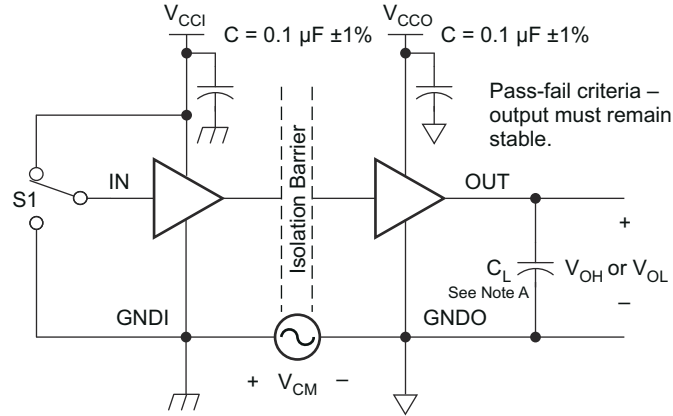 VCCI
C = 0.1 µF ±1%
VCCO
C = 0.1 µF ±1%
Pass-fail criteria –
output must remain
stable.
Isolation Barrier
S1
IN
OUT
+
CL
See Note A
VOH or VOL
–
GNDI
GNDO
+ VCM –